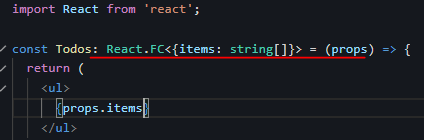 import React from 'react';
const Todos: React.FC<{items: string[]}> = (props) => {
return (
<ul>
{props.items}
</ul>